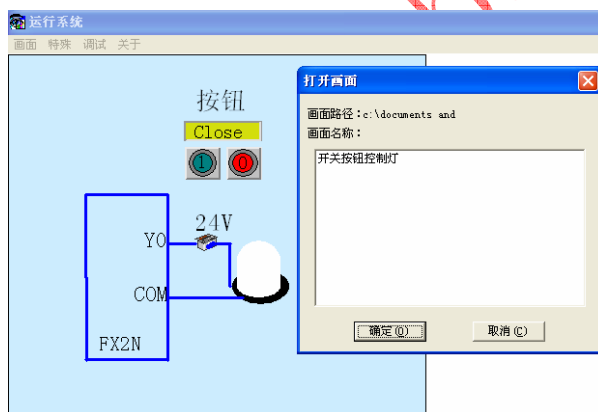 运行系统
画面 特殊 调试 关于
按钮
Close
1 0
24V
Y0
COM
FX2N
打开画面
画面路径:c:\documents and
画面名称:
开关按钮控制灯
确定(O) 取消(C)